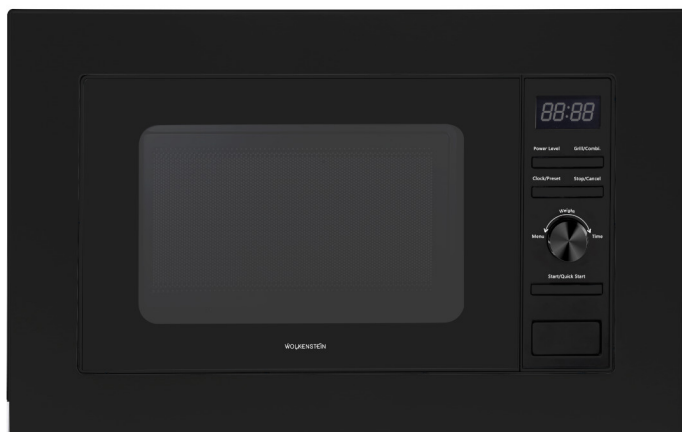 88:88
Power Level Grill/Combi.
Clock/Preset Stop/Cancel
Weight
Menu Time
Start/Quick Start
WOLKENSTEIN